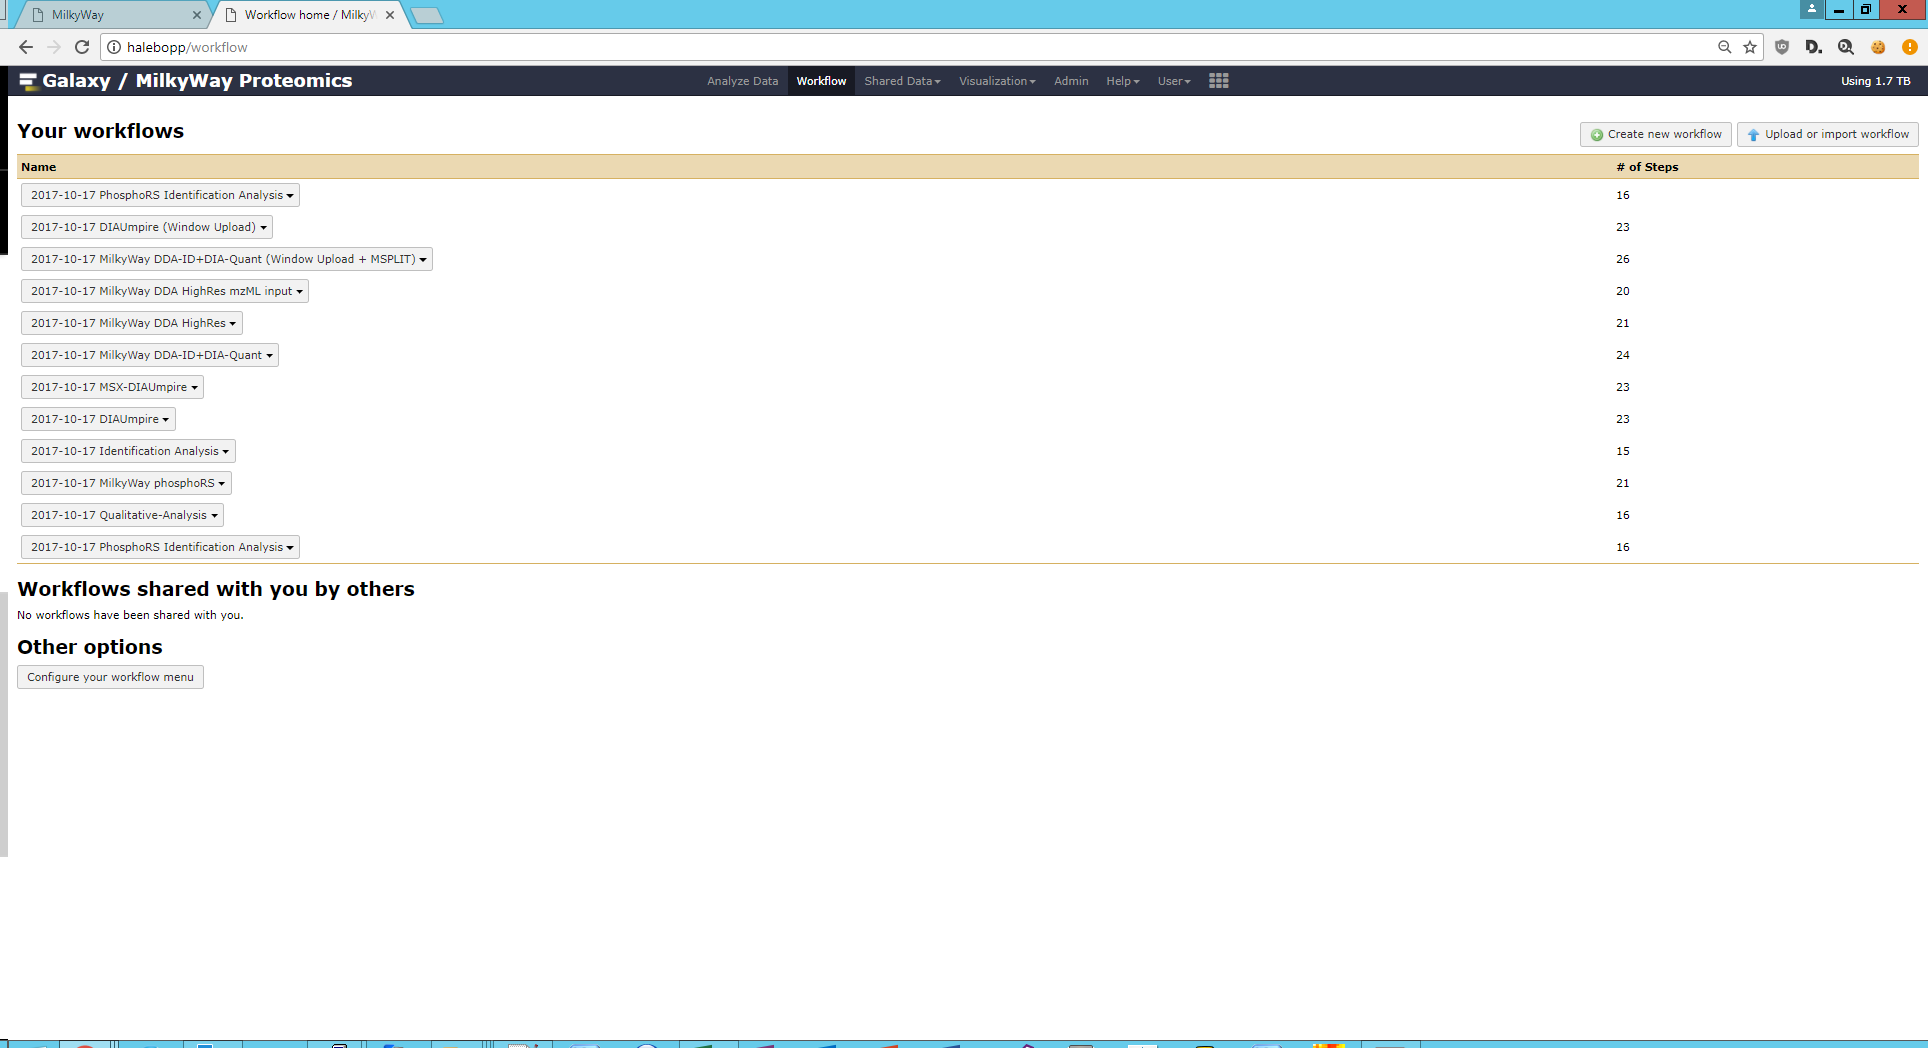 MilkyWay
Workflow home / MilkyW
halebopp/workflow
Galaxy / MilkyWay Proteomics
Analyze Data Workflow Shared Data Visualization Admin Help User
Using 1.7 TB
Your workflows
Create new workflow
Upload or import workflow
Name # of Steps
2017-10-17 PhosphoRS Identification Analysis 16
2017-10-17 DIAUmpire (Window Upload) 23
2017-10-17 MilkyWay DDA-ID+DIA-Quant (Window Upload + MSPLIT) 26
2017-10-17 MilkyWay DDA HighRes mzML input 20
2017-10-17 MilkyWay DDA HighRes 21
2017-10-17 MilkyWay DDA-ID+DIA-Quant 24
2017-10-17 MSX-DIAUmpire 23
2017-10-17 DIAUmpire 23
2017-10-17 Identification Analysis 15
2017-10-17 MilkyWay phosphoRS 21
2017-10-17 Qualitative-Analysis 16
2017-10-17 PhosphoRS Identification Analysis 16
Workflows shared with you by others
No workflows have been shared with you.
Other options
Configure your workflow menu